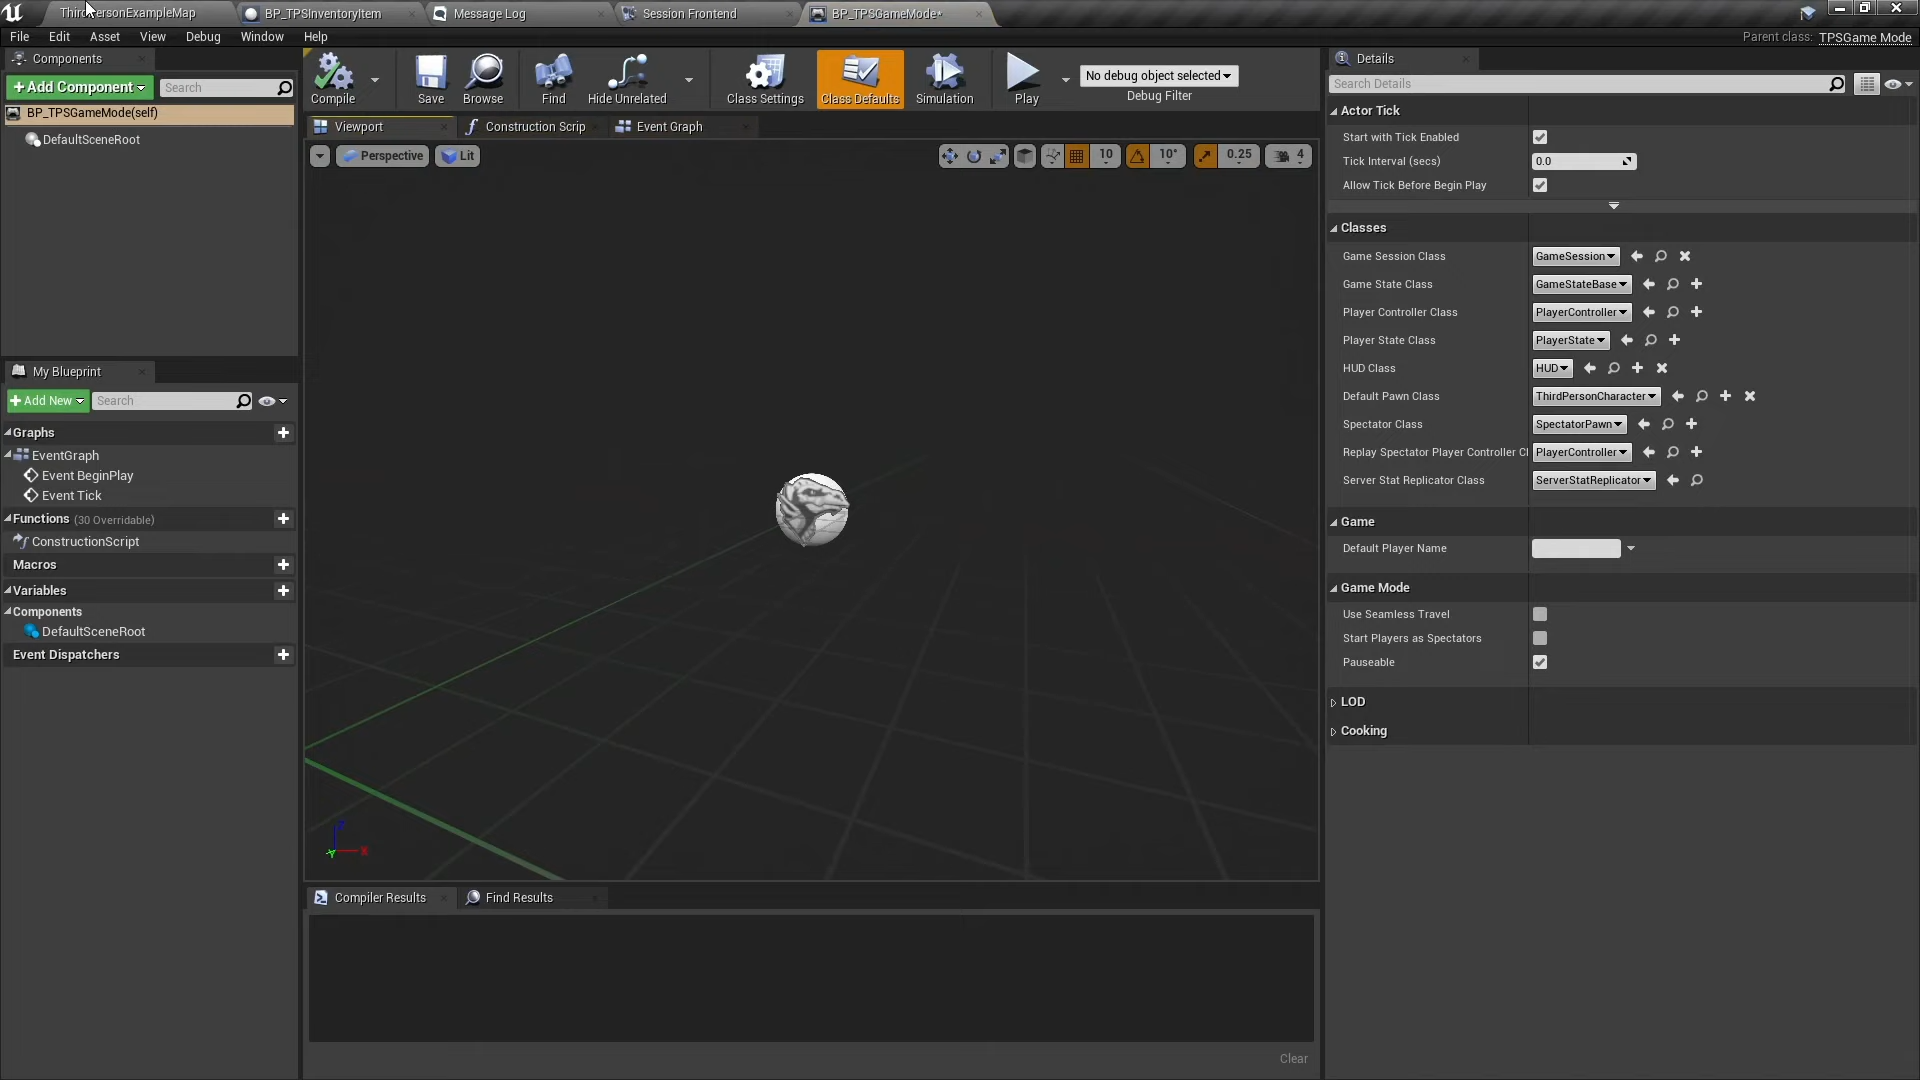 ThirdPersonExampleMap
BP_TPSInventoryItem
Message Log
Session Frontend
BP_TPSGameMode*
File Edit Asset View Debug Window Help
Parent class: TPSGame Mode
Components
+Add Component
Search
BP_TPSGameMode(self)
DefaultSceneRoot
Compile
Save
Browse
Find
Hide Unrelated
Class Settings
Class Defaults
Simulation
Play
No debug object selected
Debug Filter
Viewport
Construction Scrip
Event Graph
Perspective
Lit
10
10°
0.25
4
X
My Blueprint
+Add New
Search
Graphs
EventGraph
Event BeginPlay
Event Tick
Functions (30 Overridable)
ConstructionScript
Macros
Variables
Components
DefaultSceneRoot
Event Dispatchers
Compiler Results
Find Results
Clear
Details
Search Details
Actor Tick
Start with Tick Enabled
Tick Interval (secs) 0.0
Allow Tick Before Begin Play
Classes
Game Session Class GameSession
Game State Class GameStateBase
Player Controller Class PlayerController
Player State Class PlayerState
HUD Class HUD
Default Pawn Class ThirdPersonCharacter
Spectator Class SpectatorPawn
Replay Spectator Player Controller Cl PlayerController
Server Stat Replicator Class ServerStatReplicator
Game
Default Player Name
Game Mode
Use Seamless Travel
Start Players as Spectators
Pauseable
LOD
Cooking